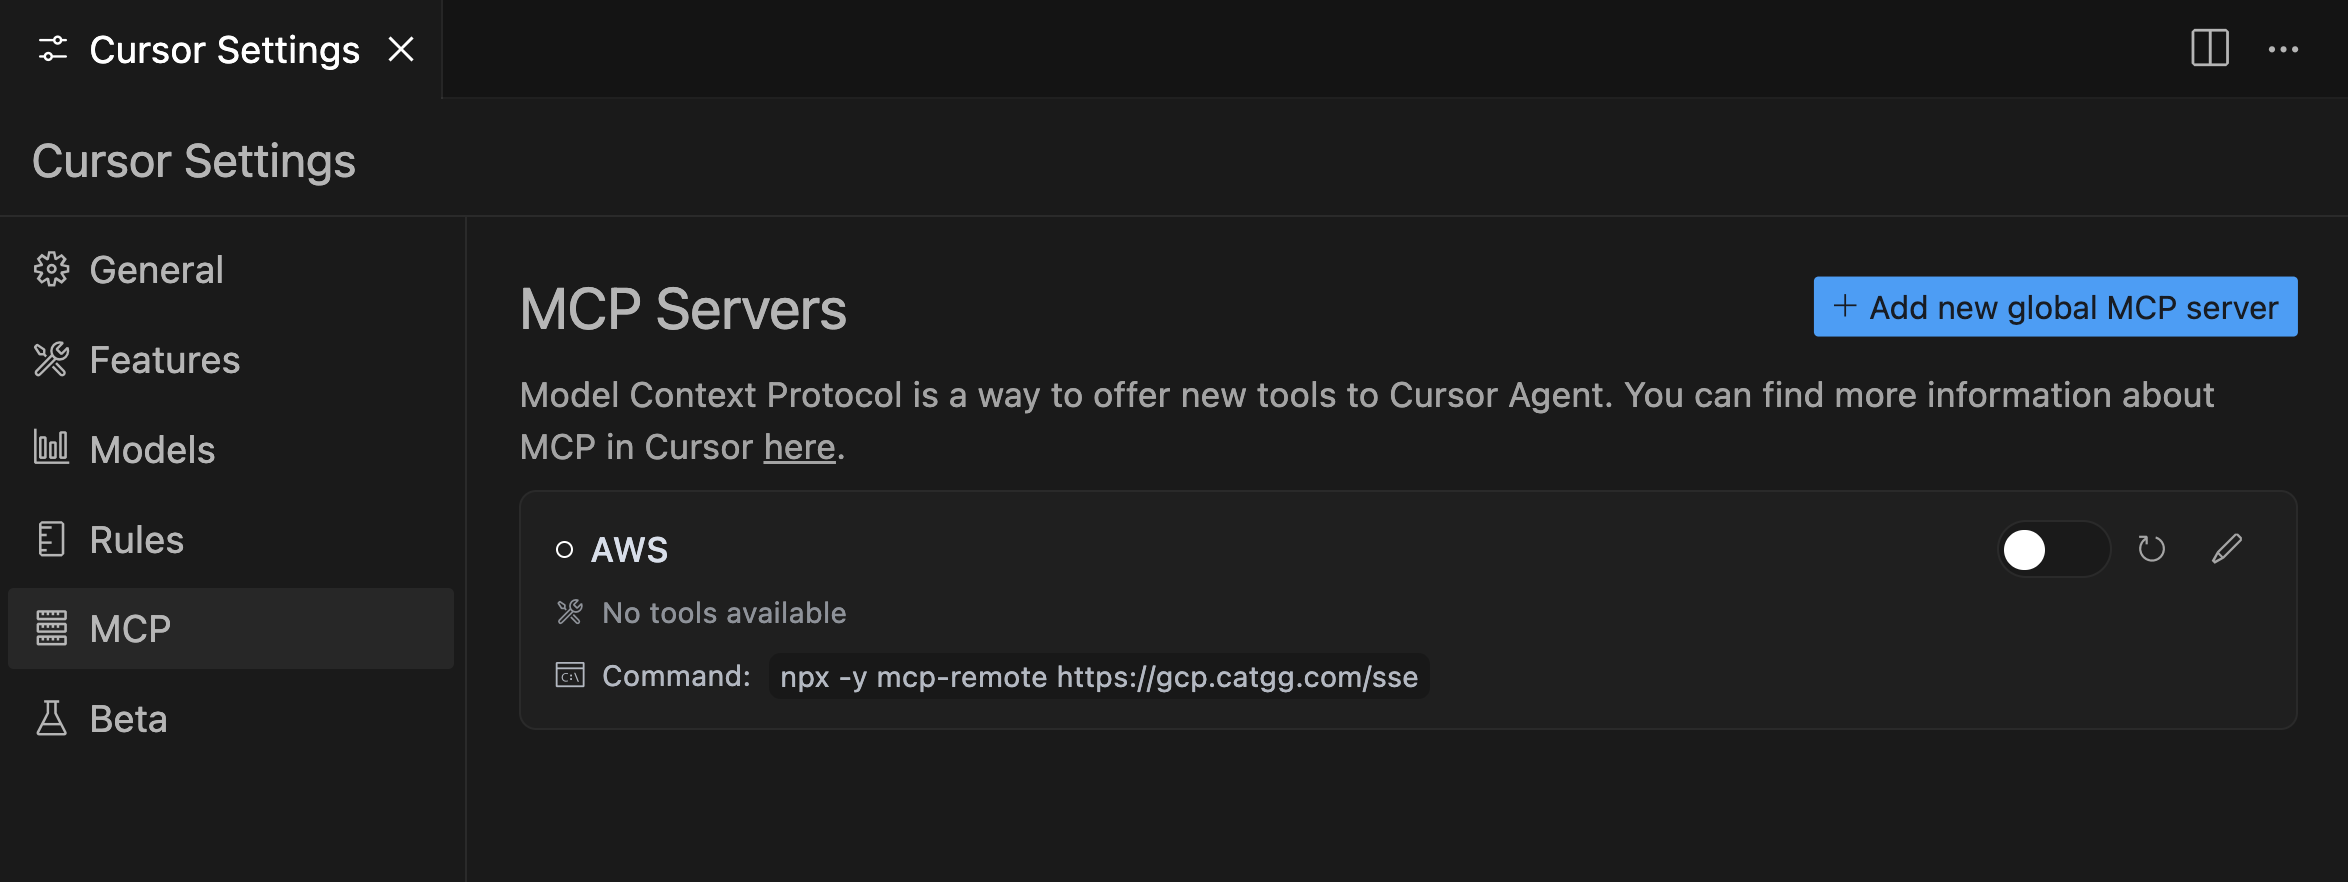 Cursor Settings
Cursor Settings
General
Features
Models
Rules
MCP
Beta
MCP Servers
+ Add new global MCP server
Model Context Protocol is a way to offer new tools to Cursor Agent. You can find more information about
MCP in Cursor here.
AWS
No tools available
C:\ Command: npx -y mcp-remote https://gcp.catgg.com/sse